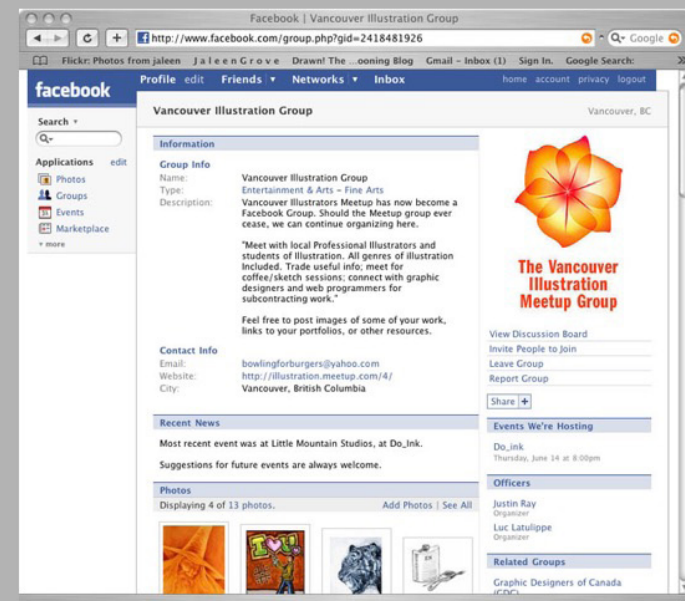 Facebook | Vancouver Illustration Group
http://www.facebook.com/group.php?gid=2418481926
Google
Flickr: Photos from jaleen JaleenGrove Drawn! The ...ooning Blog Gmail – Inbox (1) Sign In. Google Search:
facebook
Profile edit Friends Networks Inbox
home account privacy logout
Search
Applications edit
Photos
Groups
Events
Marketplace
more
Vancouver Illustration Group
Vancouver, BC
Information
Group Info
Name: Vancouver Illustration Group
Type: Entertainment & Arts – Fine Arts
Description: Vancouver Illustrators Meetup has now become a
Facebook Group. Should the Meetup group ever
cease, we can continue organizing here.
"Meet with local Professional Illustrators and
students of Illustration. All genres of illustration
Included. Trade useful info; meet for
coffee/sketch sessions; connect with graphic
designers and web programmers for
subcontracting work."
Feel free to post images of some of your work,
links to your portfolios, or other resources.
Contact Info
Email: bowlingforburgers@yahoo.com
Website: http://illustration.meetup.com/4/
City: Vancouver, British Columbia
Recent News
Most recent event was at Little Mountain Studios, at Do_Ink.
Suggestions for future events are always welcome.
Photos
Displaying 4 of 13 photos.
Add Photos | See All
I U
The Vancouver
Illustration
Meetup Group
View Discussion Board
Invite People to Join
Leave Group
Report Group
Share +
Events We're Hosting
Do_ink
Thursday, June 14 at 8:00pm
Officers
Justin Ray
Organizer
Luc Latulippe
Organizer
Related Groups
Graphic Designers of Canada
(GDC)